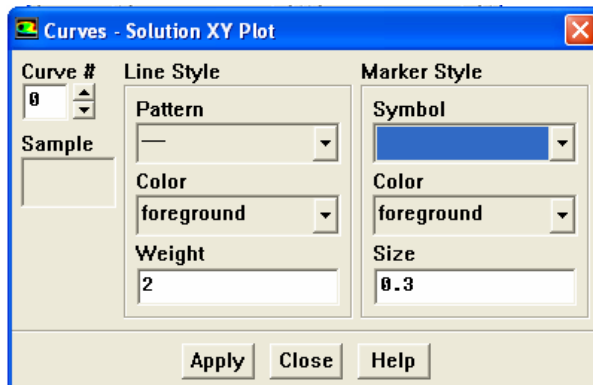 Curves - Solution XY Plot
Curve # Line Style Marker Style
0
Pattern Symbol
Sample
Color Color
foreground foreground
Weight Size
2 0.3
Apply Close Help